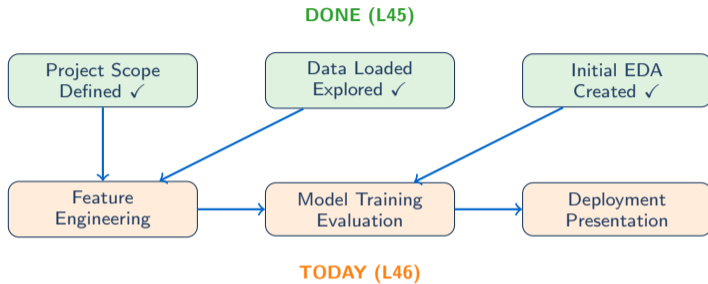 DONE (L45)
Project Scope
Defined ✓
Data Loaded
Explored ✓
Initial EDA
Created ✓
Feature
Engineering
Model Training
Evaluation
Deployment
Presentation
TODAY (L46)